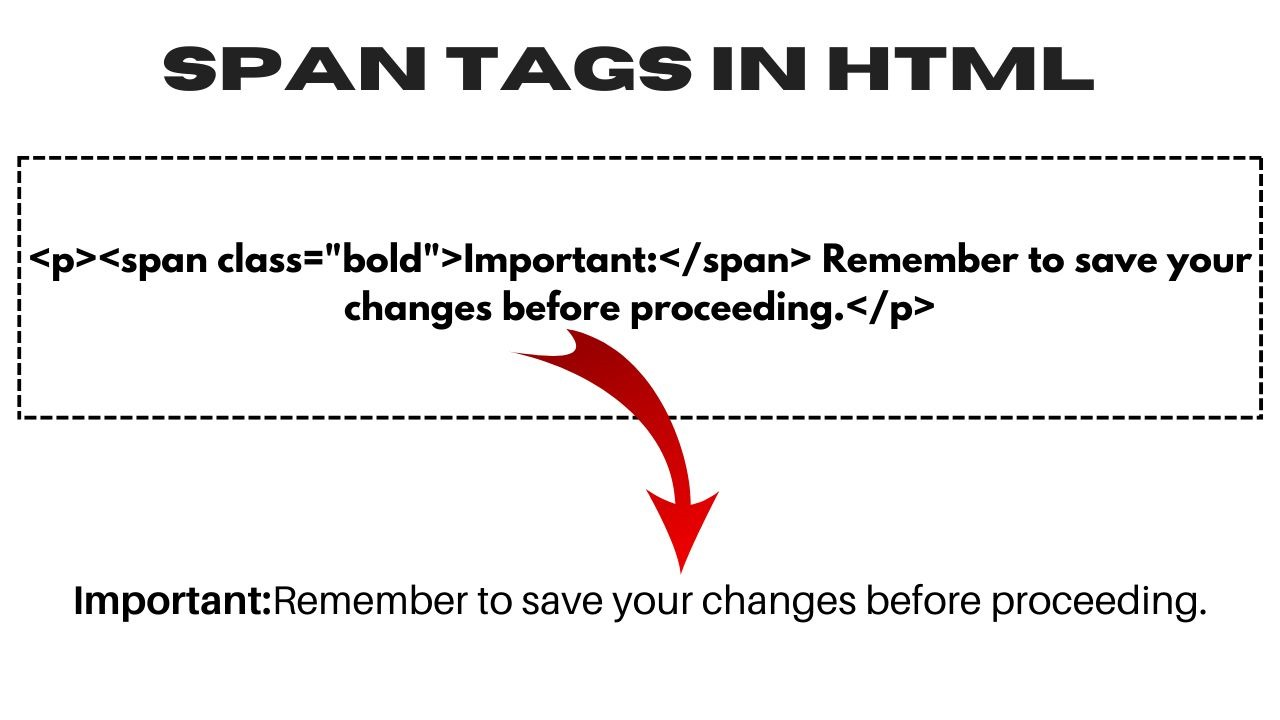 SPAN TAGS IN HTML
<p><span class="bold">Important:</span> Remember to save your
changes before proceeding.</p>
Important:Remember to save your changes before proceeding.